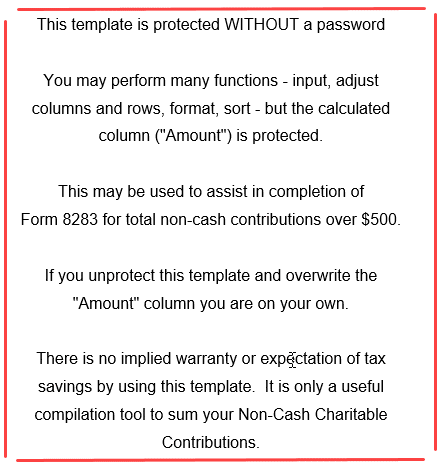 This template is protected WITHOUT a password
You may perform many functions - input, adjust
columns and rows, format, sort - but the calculated
column ("Amount") is protected.
This may be used to assist in completion of
Form 8283 for total non-cash contributions over $500.
If you unprotect this template and overwrite the
"Amount" column you are on your own.
There is no implied warranty or expectation of tax
savings by using this template.  It is only a useful
compilation tool to sum your Non-Cash Charitable
Contributions.